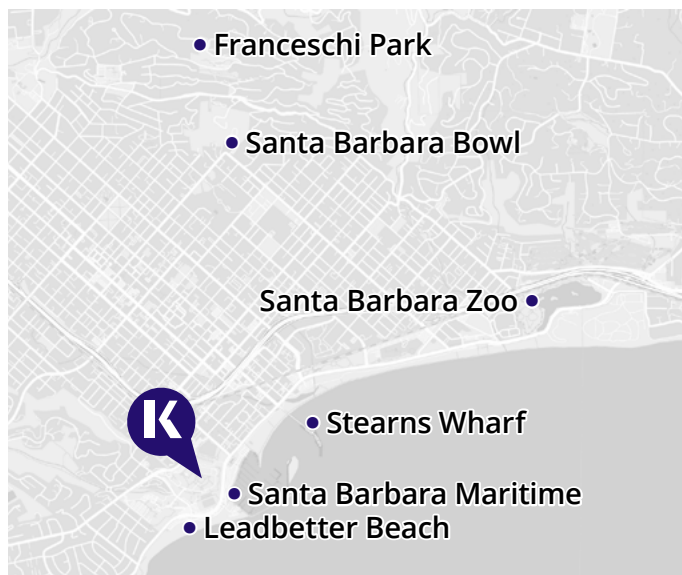 Franceschi Park
Santa Barbara Bowl
Santa Barbara Zoo
K
Stearns Wharf
Santa Barbara Maritime
Leadbetter Beach